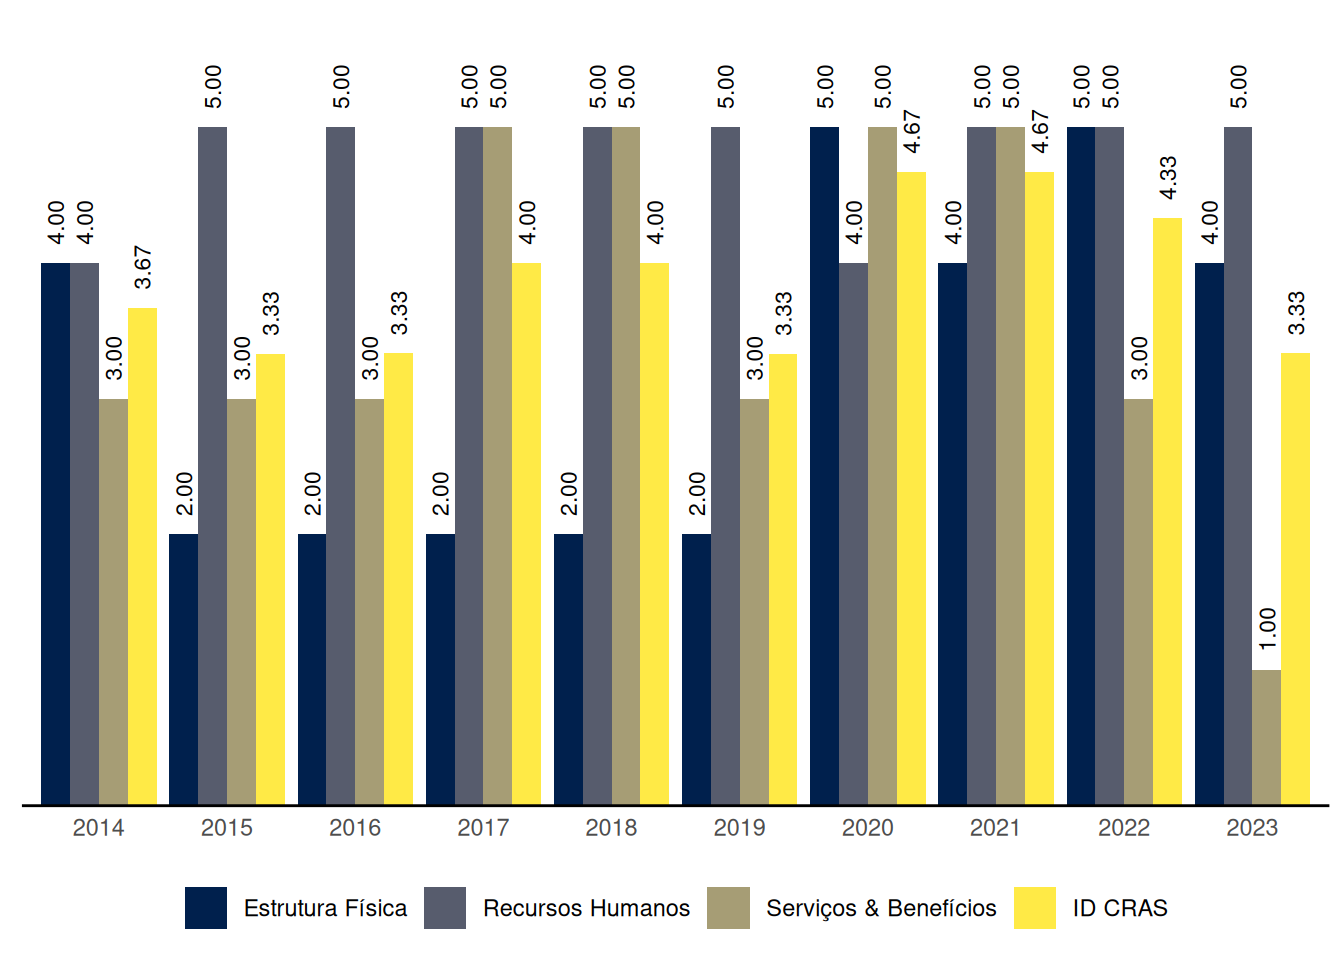 4.00 4.00 3.00 3.67 2.00 5.00 3.00 3.33 2.00 5.00 3.00 3.33 2.00 5.00 5.00 4.00 2.00 5.00 5.00 4.00 2.00 5.00 3.00 3.33 5.00 4.00 5.00 4.67 4.00 5.00 5.00 4.67 5.00 5.00 3.00 4.33 4.00 5.00 1.00 3.33
2014 2015 2016 2017 2018 2019 2020 2021 2022 2023
Estrutura Física Recursos Humanos Serviços & Benefícios ID CRAS